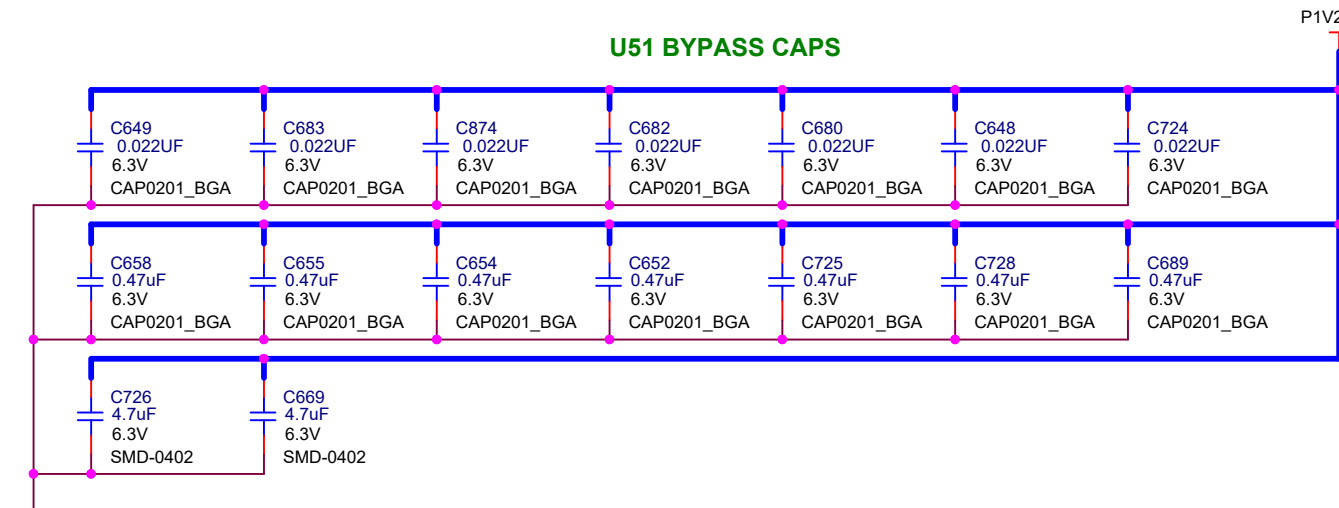 P1V2
U51 BYPASS CAPS
C649 C683 C874 C682 C680 C648 C724
0.022UF 0.022UF 0.022UF 0.022UF 0.022UF 0.022UF 0.022UF
6.3V 6.3V 6.3V 6.3V 6.3V 6.3V 6.3V
CAP0201_BGA CAP0201_BGA CAP0201_BGA CAP0201_BGA CAP0201_BGA CAP0201_BGA CAP0201_BGA
C658 C655 C654 C652 C725 C728 C689
0.47uF 0.47uF 0.47uF 0.47uF 0.47uF 0.47uF 0.47uF
6.3V 6.3V 6.3V 6.3V 6.3V 6.3V 6.3V
CAP0201_BGA CAP0201_BGA CAP0201_BGA CAP0201_BGA CAP0201_BGA CAP0201_BGA CAP0201_BGA
C726 C669
4.7uF 4.7uF
6.3V 6.3V
SMD-0402 SMD-0402